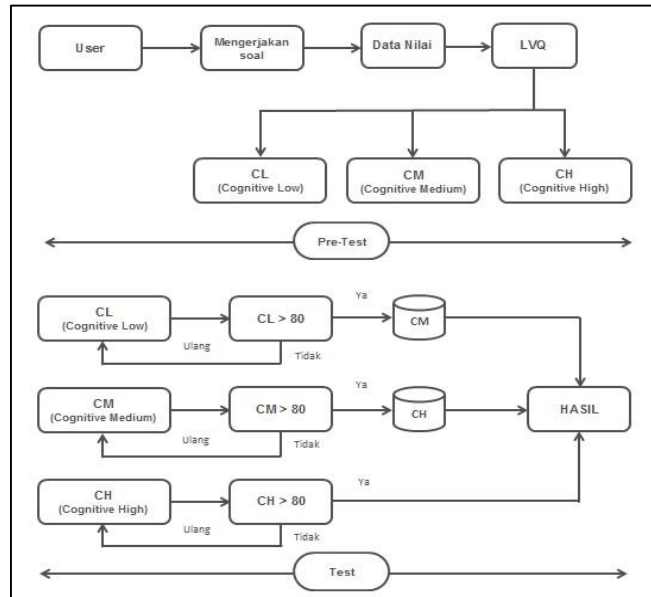 User
Mengerjakan
soal
Data Nilai
LVQ
CL
(Cognitive Low)
CM
(Cognitive Medium)
CH
(Cognitive High)
Pre-Test
CL
(Cognitive Low)
CL > 80
Ya
CM
Ulang
Tidak
CM
(Cognitive Medium)
CM > 80
Ya
CH
HASIL
Ulang
Tidak
CH
(Cognitive High)
CH > 80
Ya
Ulang
Tidak
Test